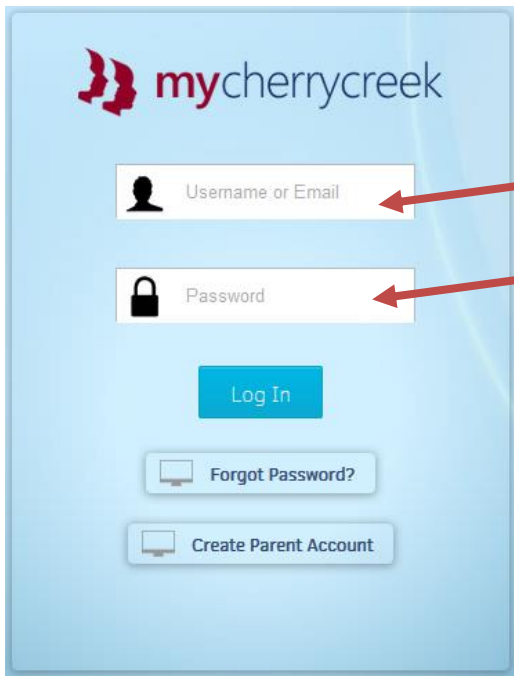 mycherrycreek
Username or Email
Password
Log In
Forgot Password?
Create Parent Account